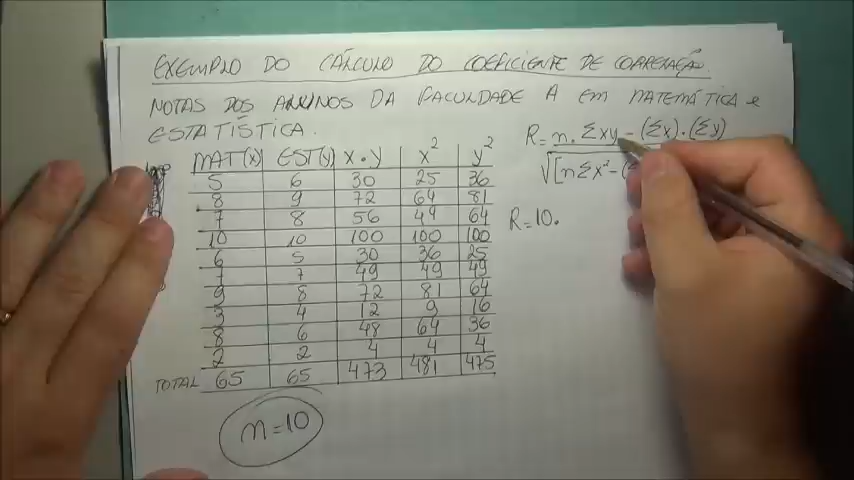 EXEMPLO DO CÁLCULO DO COEFICIENTE DE CORRELAÇÃO.
NOTAS DOS ALUNOS DA FACULDADE A EM MATEMÁTICA e
ESTATÍSTICA.
R= n. Σxy - (Σx).(Σy)
√[nΣx²-(Σ
MAT(X) EST(Y) X.Y X² Y²
5 6 30 25 36
8 9 72 64 81
7 8 56 49 64
10 10 100 100 100
6 5 30 36 25
7 7 49 49 49
9 8 72 81 64
3 4 12 9 16
8 6 48 64 36
2 2 4 4 4
TOTAL 65 65 473 481 475
R=10.
n=10